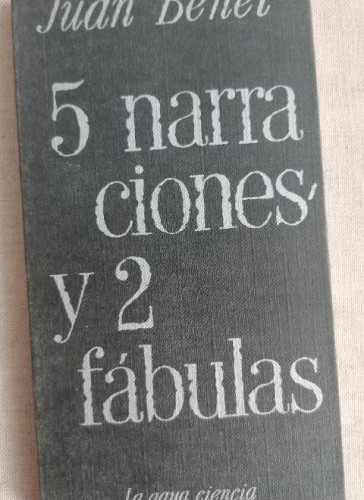 Juan Benet
5 narra
ciones
y 2
fábulas
La gaya ciencia